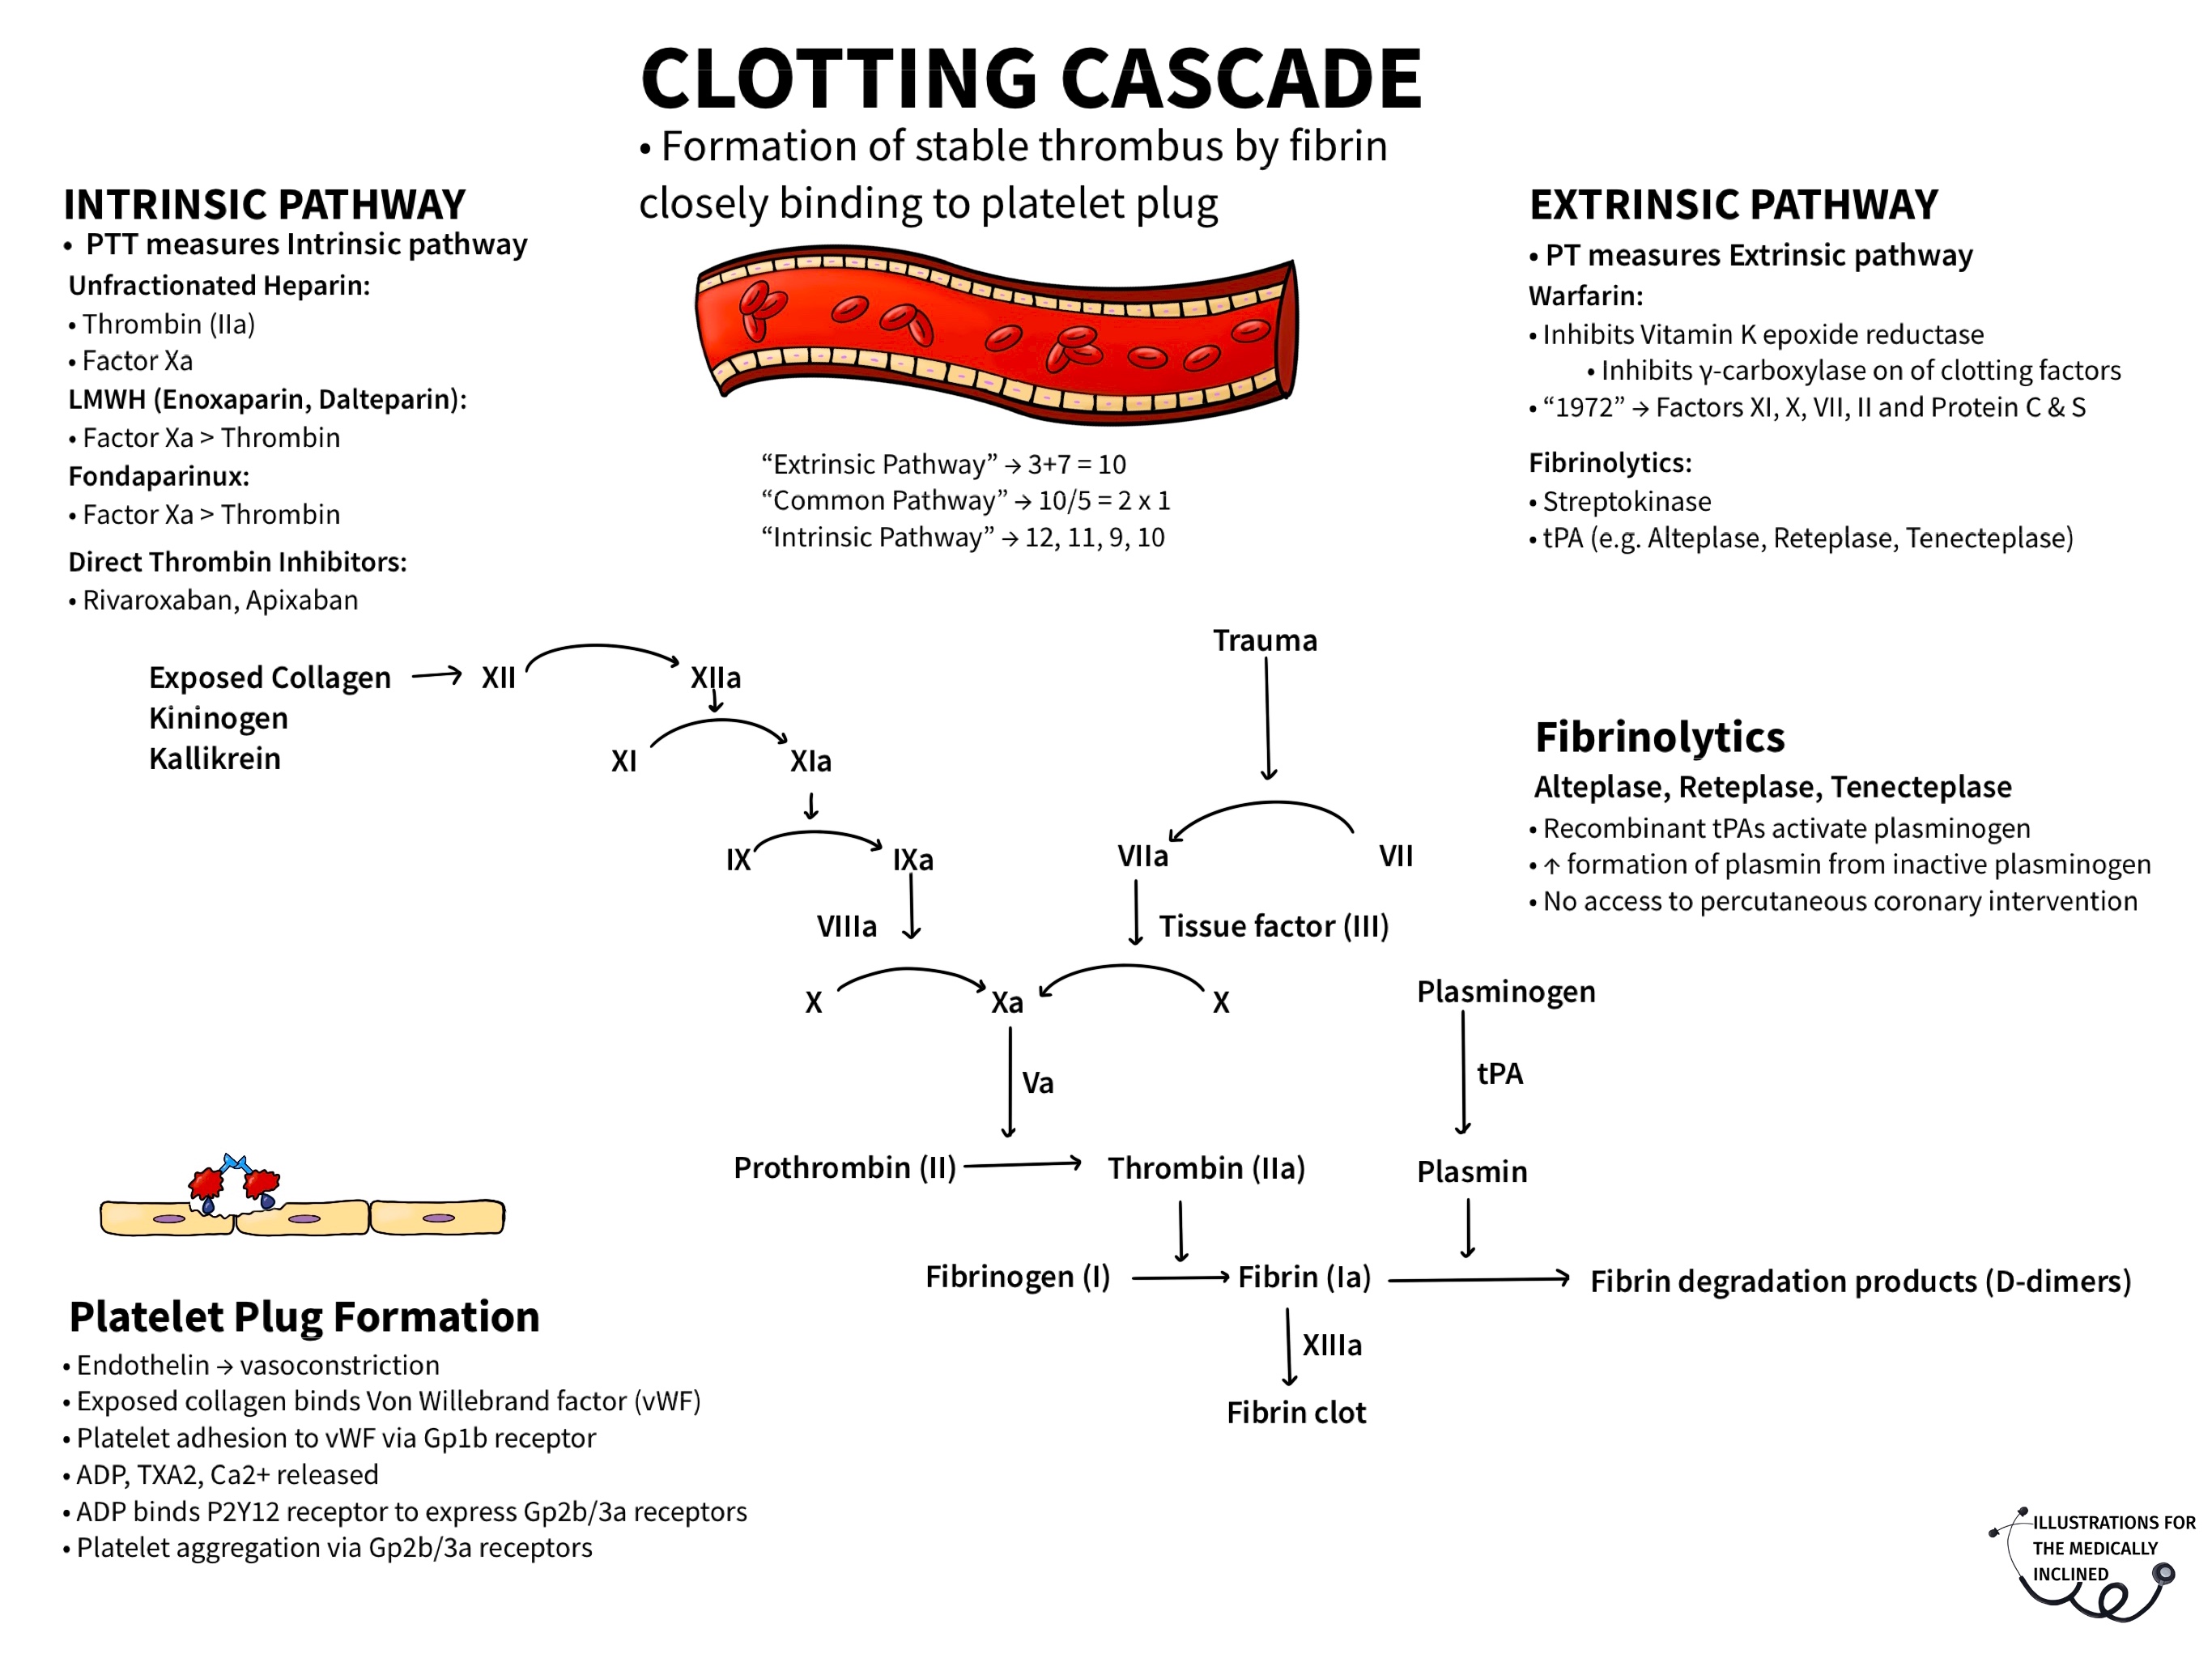 CLOTTING CASCADE
• Formation of stable thrombus by fibrin
closely binding to platelet plug
INTRINSIC PATHWAY
• PTT measures Intrinsic pathway
Unfractionated Heparin:
• Thrombin (IIa)
• Factor Xa
LMWH (Enoxaparin, Dalteparin):
• Factor Xa > Thrombin
Fondaparinux:
• Factor Xa > Thrombin
Direct Thrombin Inhibitors:
• Rivaroxaban, Apixaban
“Extrinsic Pathway” → 3+7 = 10
“Common Pathway” → 10/5 = 2 x 1
“Intrinsic Pathway” → 12, 11, 9, 10
EXTRINSIC PATHWAY
• PT measures Extrinsic pathway
Warfarin:
• Inhibits Vitamin K epoxide reductase
• Inhibits γ-carboxylase on of clotting factors
• “1972” → Factors XI, X, VII, II and Protein C & S
Fibrinolytics:
• Streptokinase
• tPA (e.g. Alteplase, Reteplase, Tenecteplase)
Exposed Collagen → XII XIIa
Kininogen
Kallikrein
XI XIa
IX IXa
VIIIa
X Xa X
Trauma
VIIa VII
Tissue factor (III)
Va
Prothrombin (II) → Thrombin (IIa)
Fibrinogen (I) → Fibrin (Ia) → Fibrin degradation products (D-dimers)
XIIIa
Fibrin clot
Plasminogen
tPA
Plasmin
Fibrinolytics
Alteplase, Reteplase, Tenecteplase
• Recombinant tPAs activate plasminogen
• ↑ formation of plasmin from inactive plasminogen
• No access to percutaneous coronary intervention
Platelet Plug Formation
• Endothelin → vasoconstriction
• Exposed collagen binds Von Willebrand factor (vWF)
• Platelet adhesion to vWF via Gp1b receptor
• ADP, TXA2, Ca2+ released
• ADP binds P2Y12 receptor to express Gp2b/3a receptors
• Platelet aggregation via Gp2b/3a receptors
ILLUSTRATIONS FOR
THE MEDICALLY
INCLINED